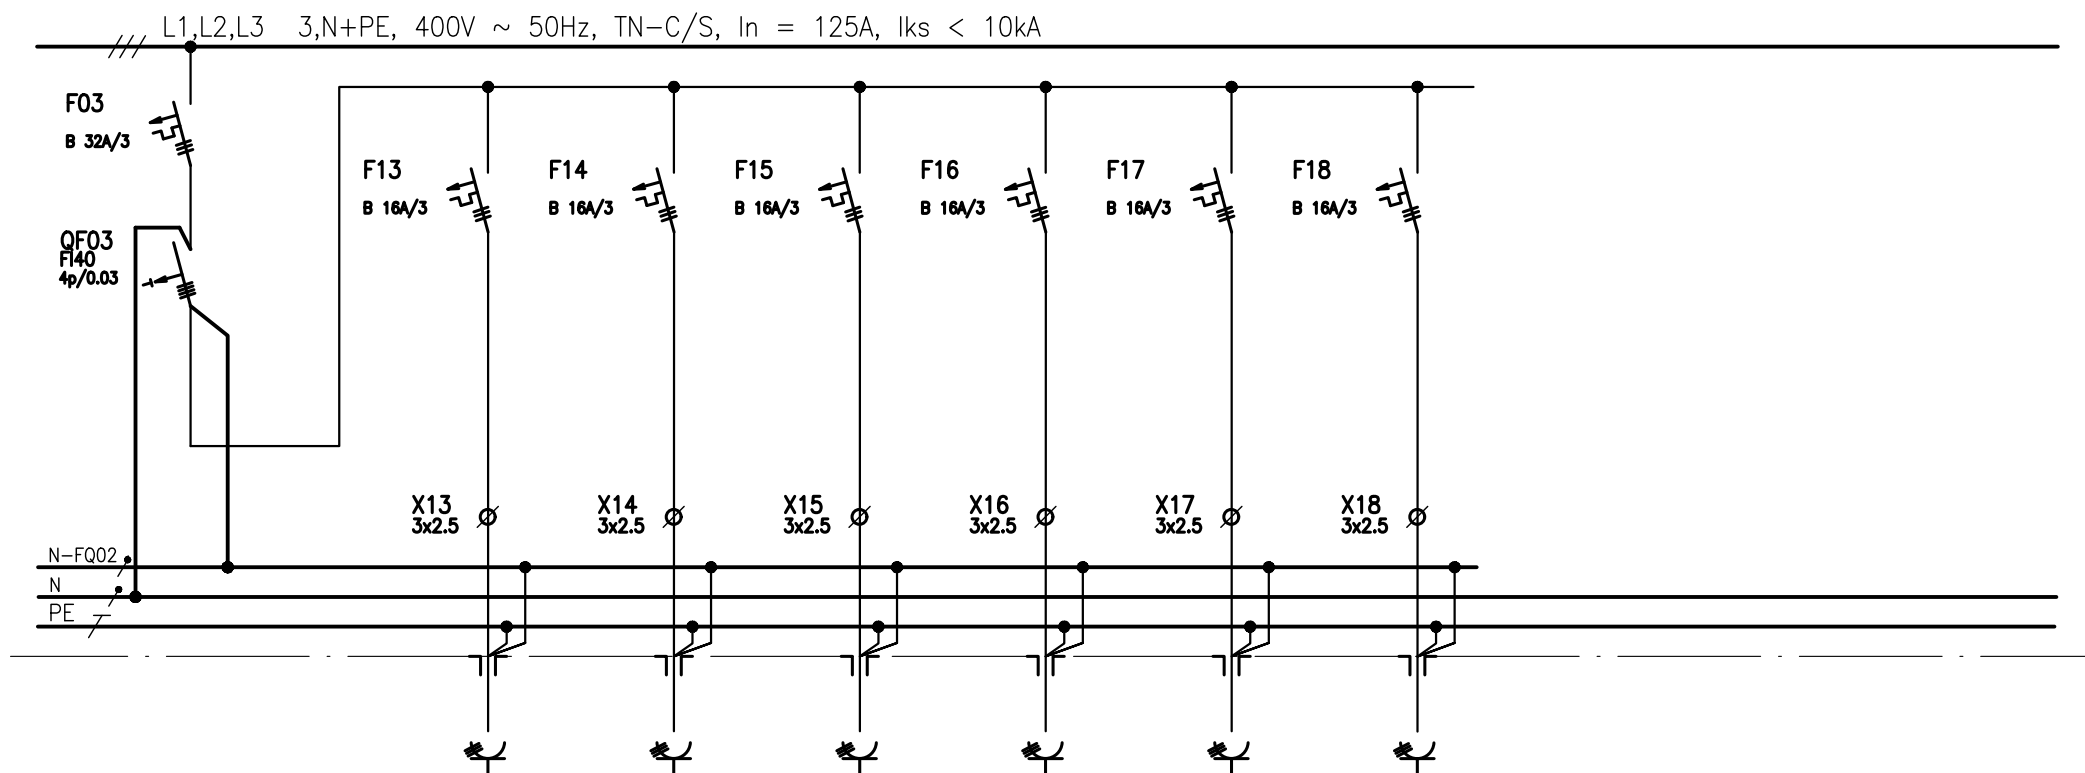 L1,L2,L3 3,N+PE, 400V ~ 50Hz, TN-C/S, In = 125A, Iks < 10kA
F03
B 32A/3
QF03
FI40
4p/0.03
F13
B 16A/3
F14
B 16A/3
F15
B 16A/3
F16
B 16A/3
F17
B 16A/3
F18
B 16A/3
X13
3x2.5
X14
3x2.5
X15
3x2.5
X16
3x2.5
X17
3x2.5
X18
3x2.5
N-FQ02
N
PE